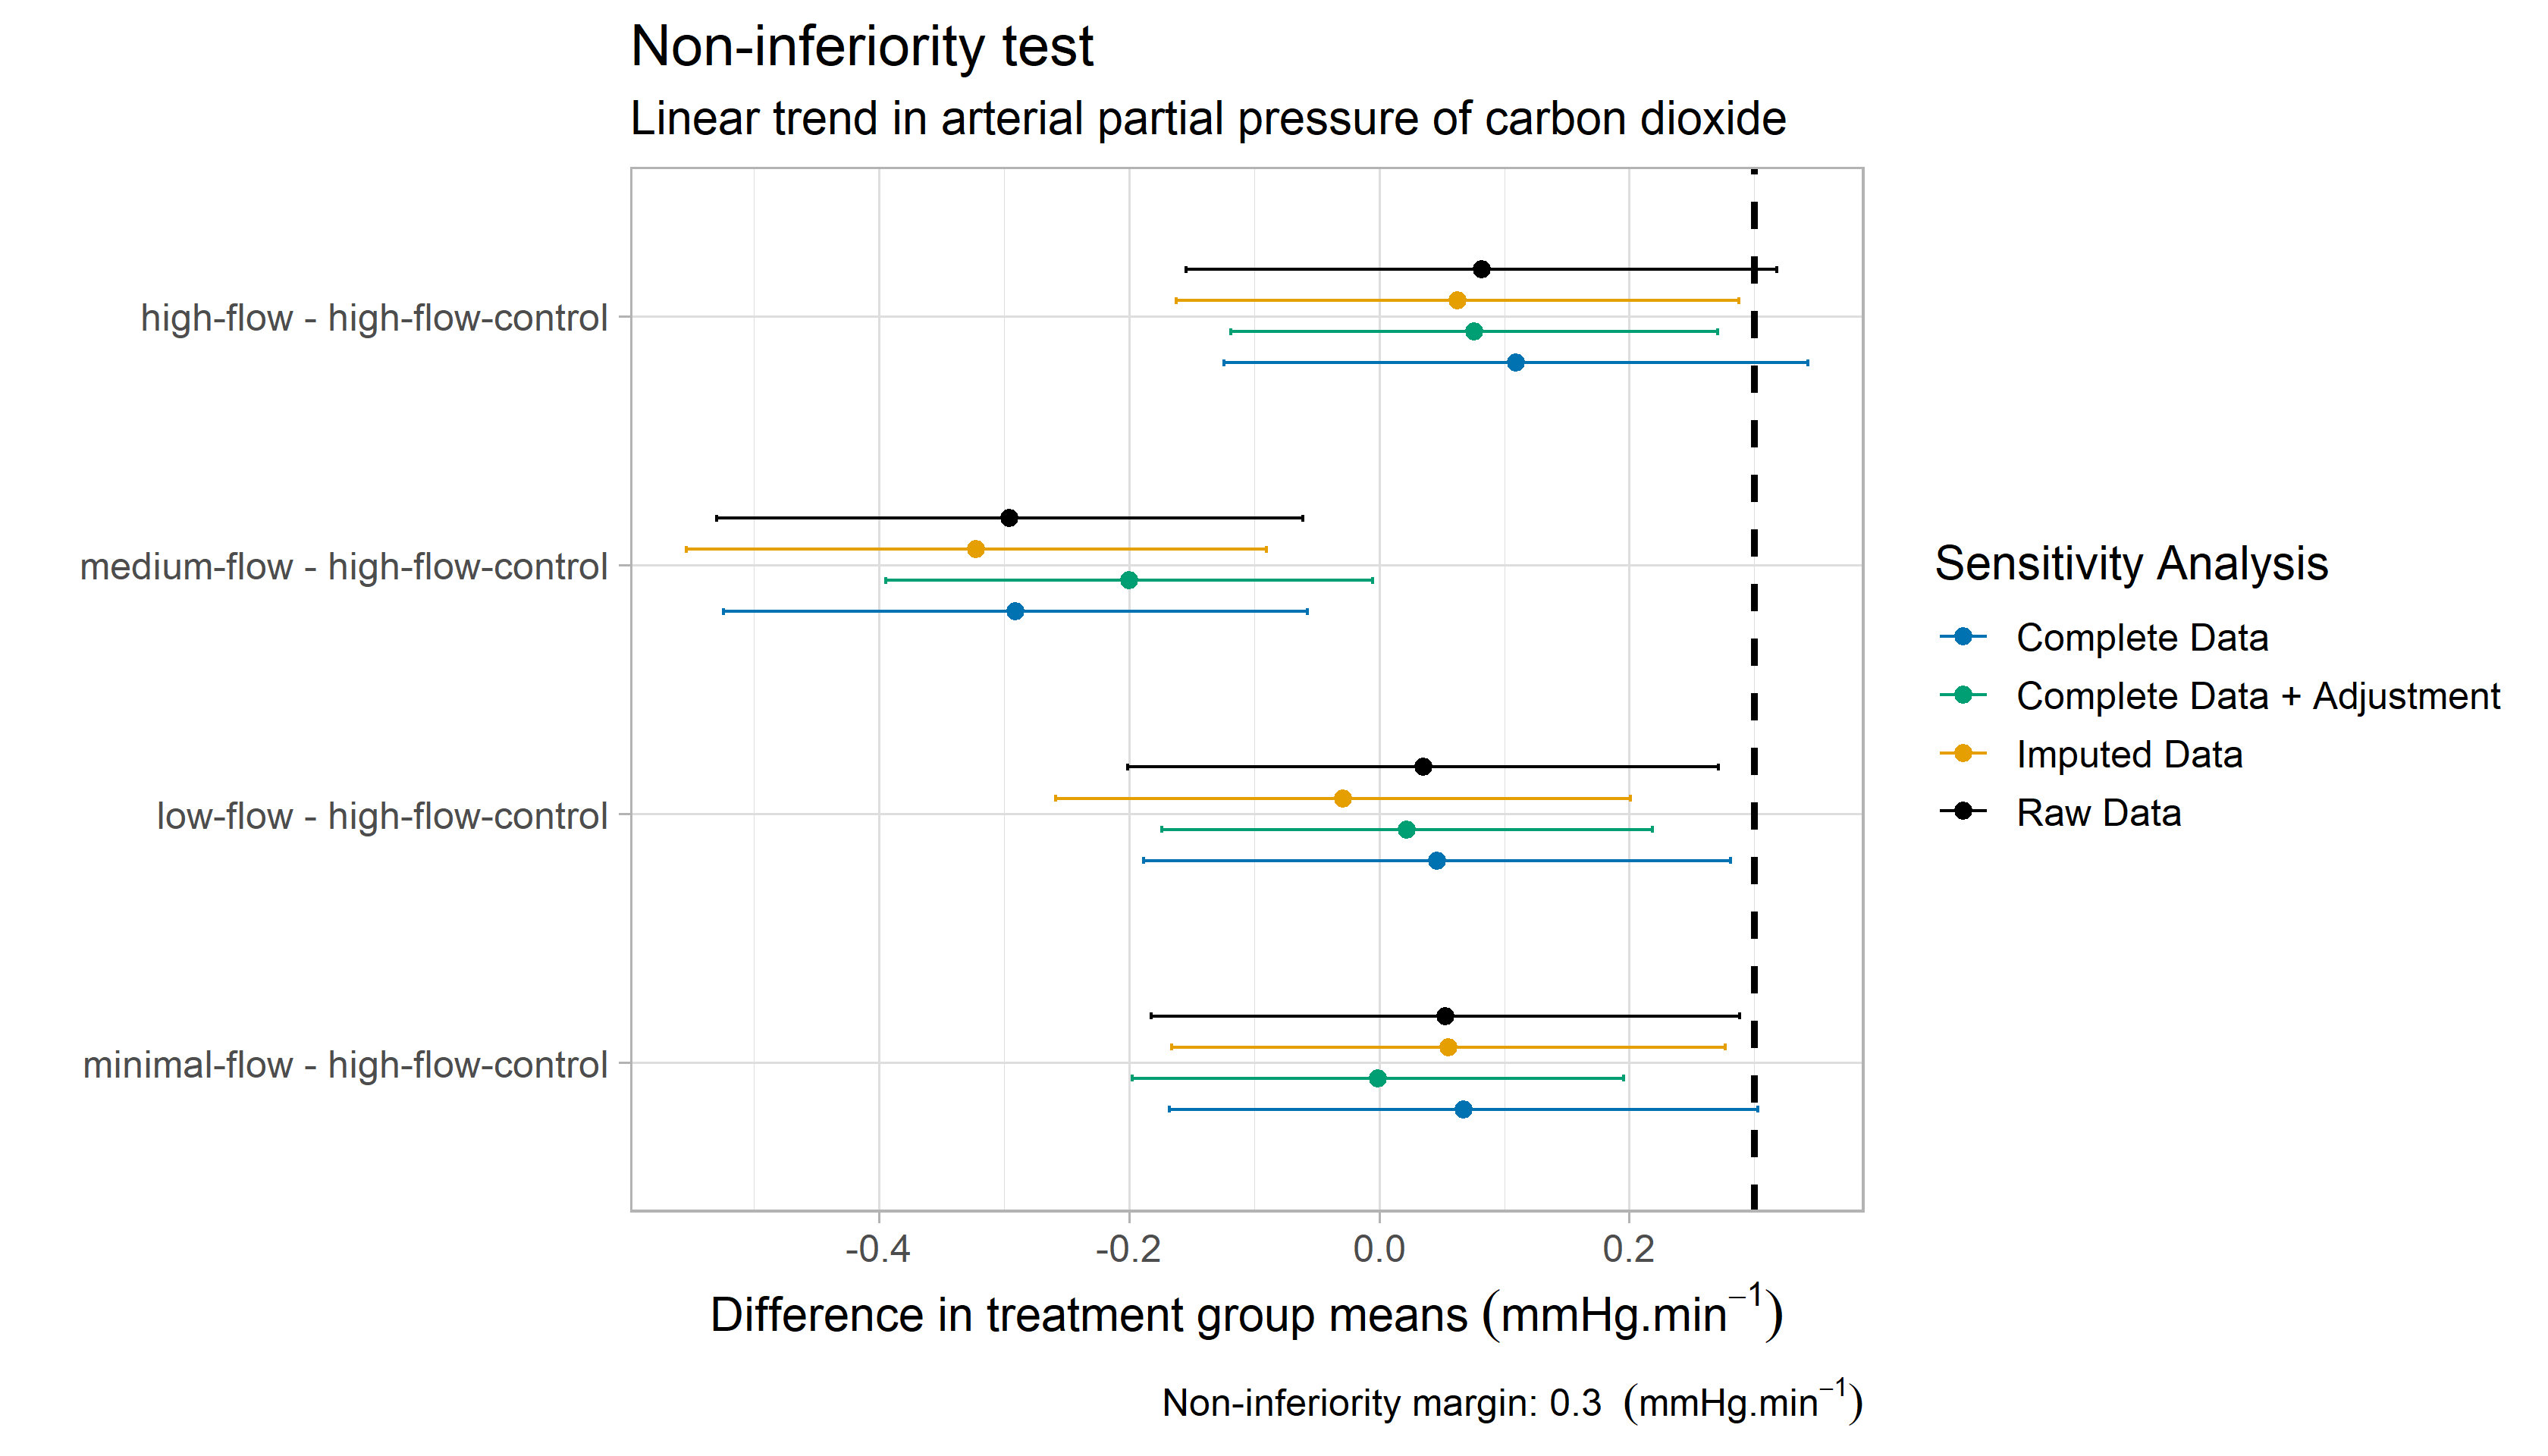 Non-inferiority test
Linear trend in arterial partial pressure of carbon dioxide
high-flow - high-flow-control
medium-flow - high-flow-control
low-flow - high-flow-control
minimal-flow - high-flow-control
-0.4
-0.2
0.0
0.2
Difference in treatment group means (mmHg.min⁻¹)
Non-inferiority margin: 0.3 (mmHg.min⁻¹)
Sensitivity Analysis
Complete Data
Complete Data + Adjustment
Imputed Data
Raw Data